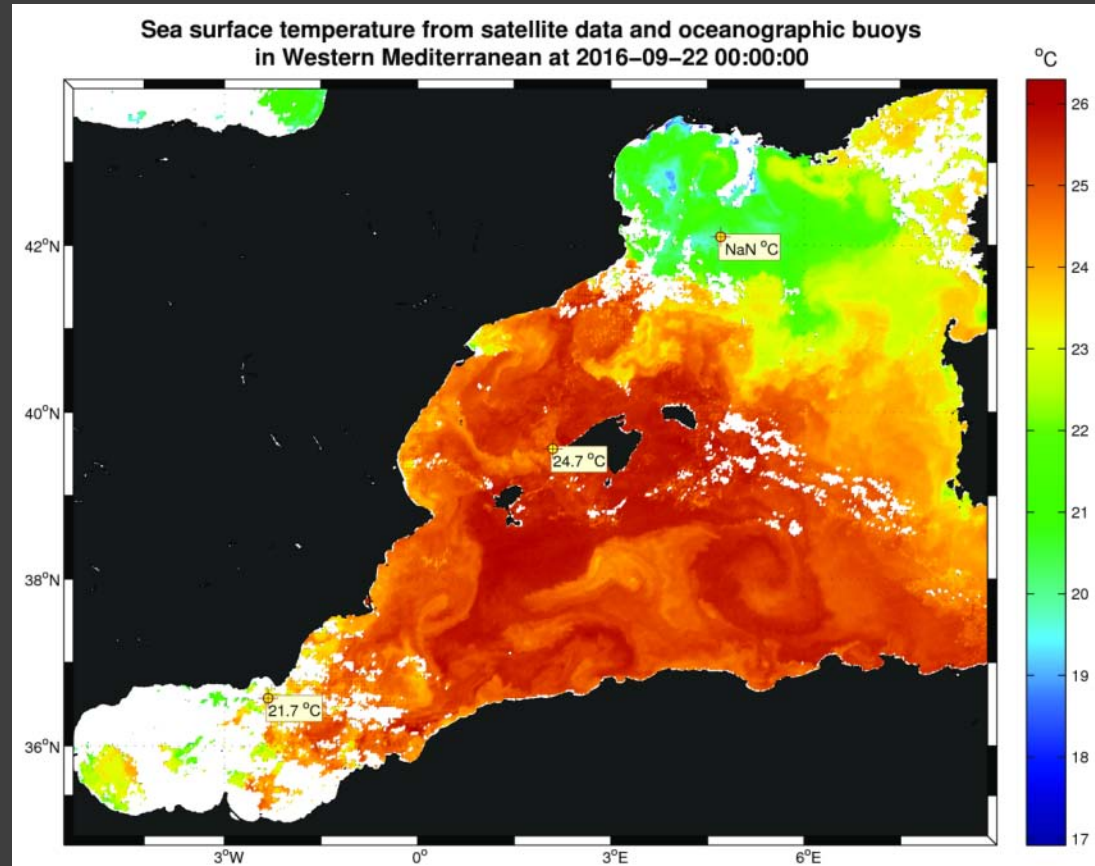 Sea surface temperature from satellite data and oceanographic buoys
in Western Mediterranean at 2016−09−22 00:00:00
°C
26
25
24
23
22
21
20
19
18
17
42°N
40°N
38°N
36°N
NaN °C
24.7 °C
21.7 °C
3°W
0°
3°E
6°E